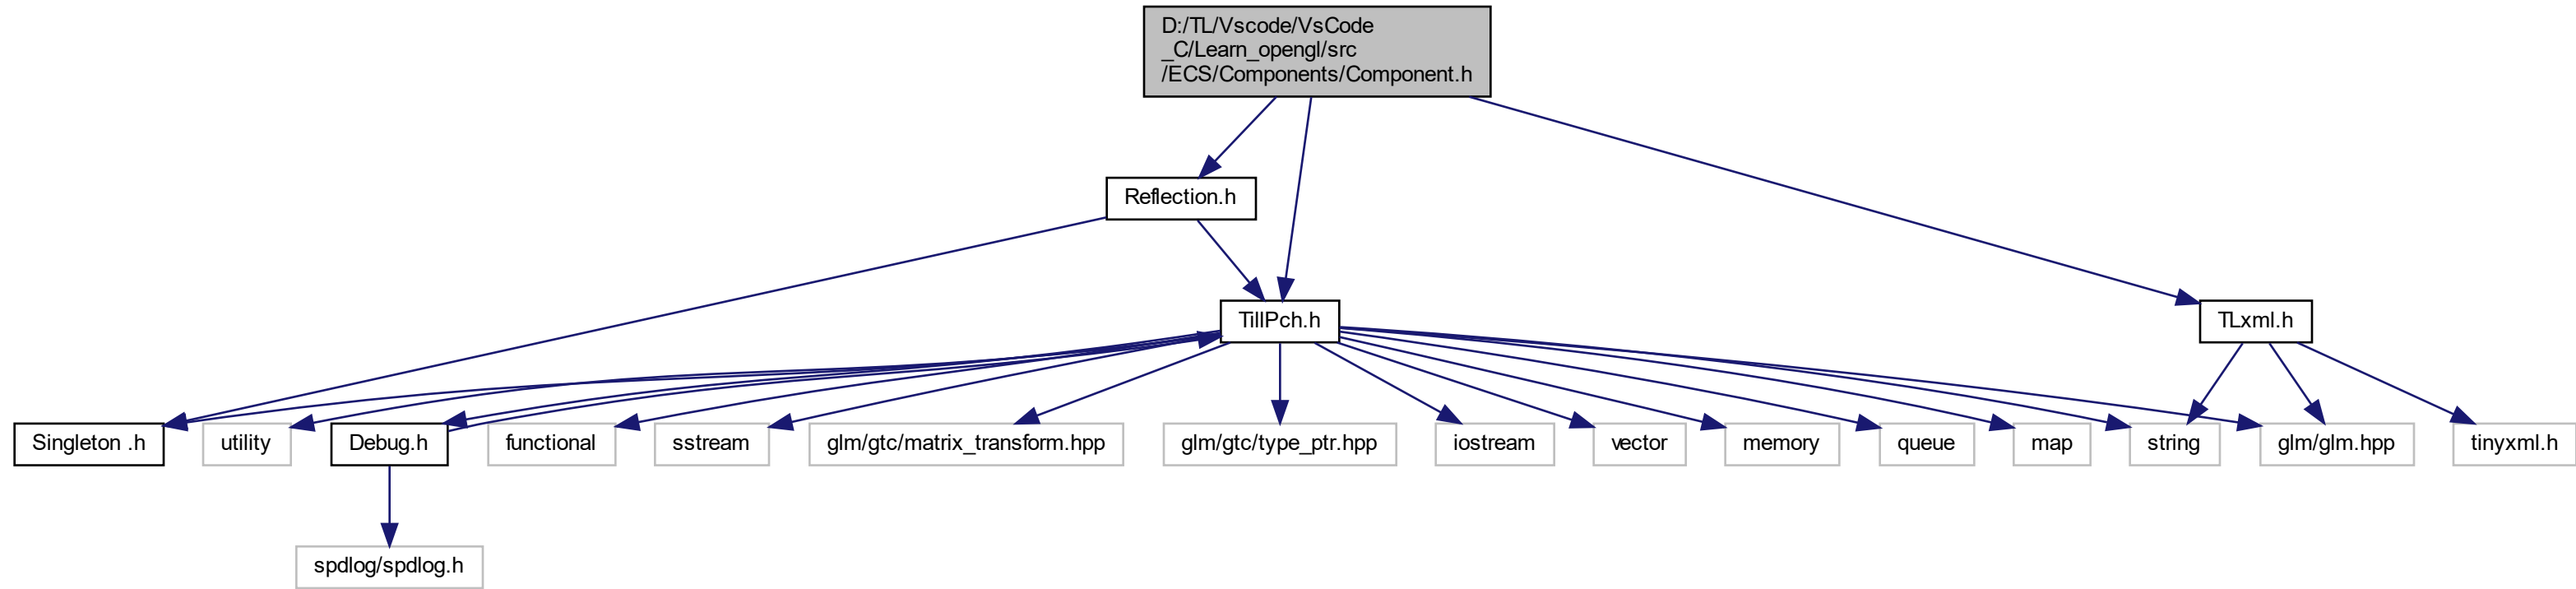 D:/TL/Vscode/VsCode
_C/Learn_opengl/src
/ECS/Components/Component.h
Reflection.h
TillPch.h
TLxml.h
Singleton .h
utility
Debug.h
functional
sstream
glm/gtc/matrix_transform.hpp
glm/gtc/type_ptr.hpp
iostream
vector
memory
queue
map
string
glm/glm.hpp
tinyxml.h
spdlog/spdlog.h